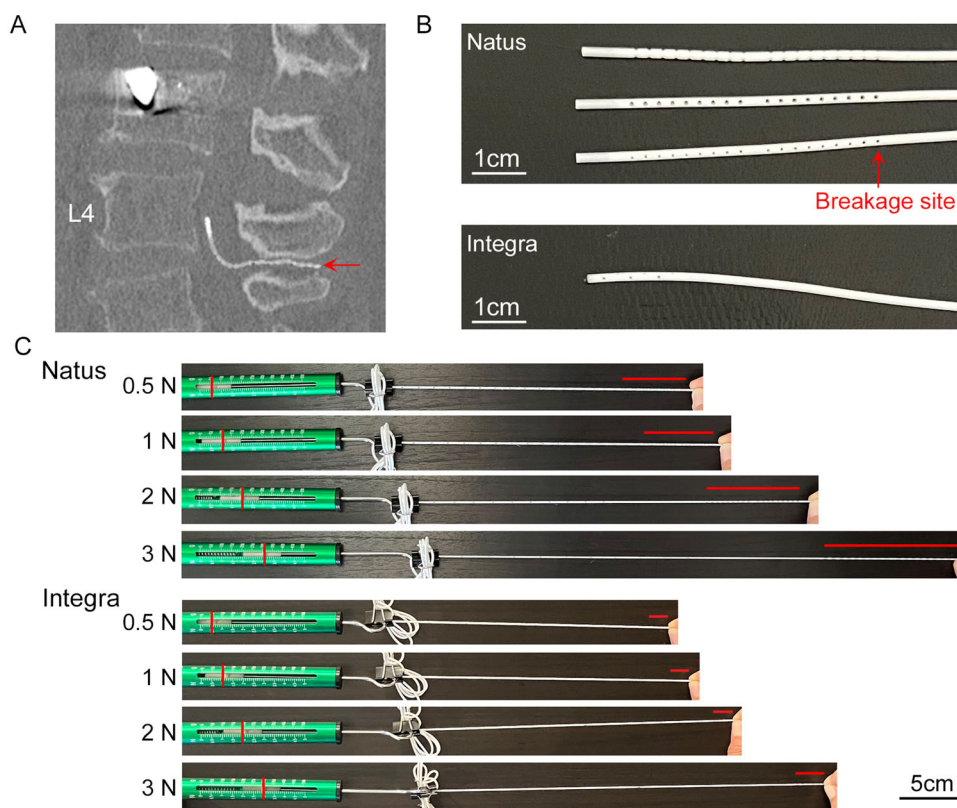 A
L4
B
Natus
1cm
Breakage site
Integra
1cm
C
Natus
0.5 N
1 N
2 N
3 N
Integra
0.5 N
1 N
2 N
3 N
5cm